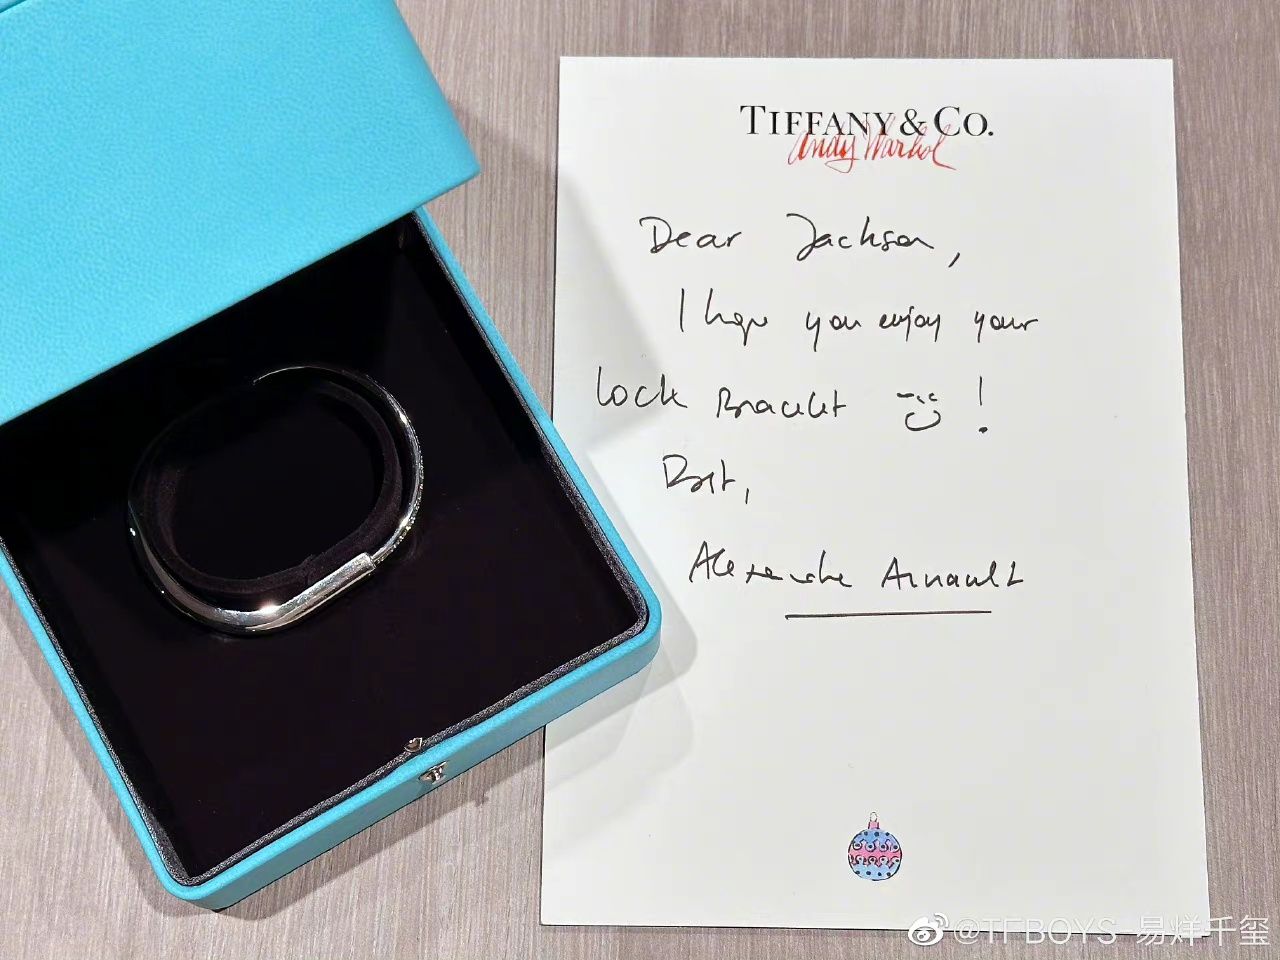 TIFFANY & CO.
Andy Warhol
Dear Jackson,
I hope you enjoy your
Lock Bracelet !
Best,
Alexandre Arnault
@TFBOYS-易烊千玺